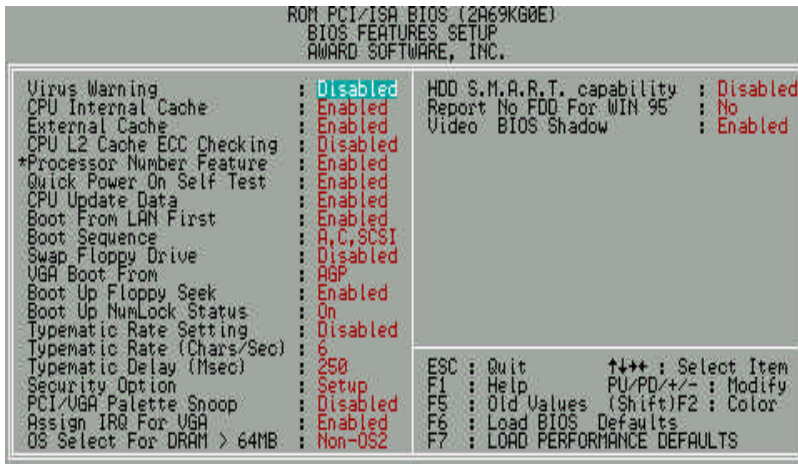 ROM PCI/ISA BIOS (2A69KG0E)
BIOS FEATURES SETUP
AWARD SOFTWARE, INC.
Virus Warning : Disabled
CPU Internal Cache : Enabled
External Cache : Enabled
CPU L2 Cache ECC Checking : Disabled
*Processor Number Feature : Enabled
Quick Power On Self Test : Enabled
CPU Update Data : Enabled
Boot From LAN First : Enabled
Boot Sequence : A,C,SCSI
Swap Floppy Drive : Disabled
VGA Boot From : AGP
Boot Up Floppy Seek : Enabled
Boot Up NumLock Status : On
Typematic Rate Setting : Disabled
Typematic Rate (Chars/Sec) : 6
Typematic Delay (Msec) : 250
Security Option : Setup
PCI/VGA Palette Snoop : Disabled
Assign IRQ For VGA : Enabled
OS Select For DRAM > 64MB : Non-OS2
HDD S.M.A.R.T. capability : Disabled
Report No FDD For WIN 95 : No
Video BIOS Shadow : Enabled
ESC : Quit ↑↓→← : Select Item
F1 : Help PU/PD/+/- : Modify
F5 : Old Values (Shift)F2 : Color
F6 : Load BIOS Defaults
F7 : LOAD PERFORMANCE DEFAULTS